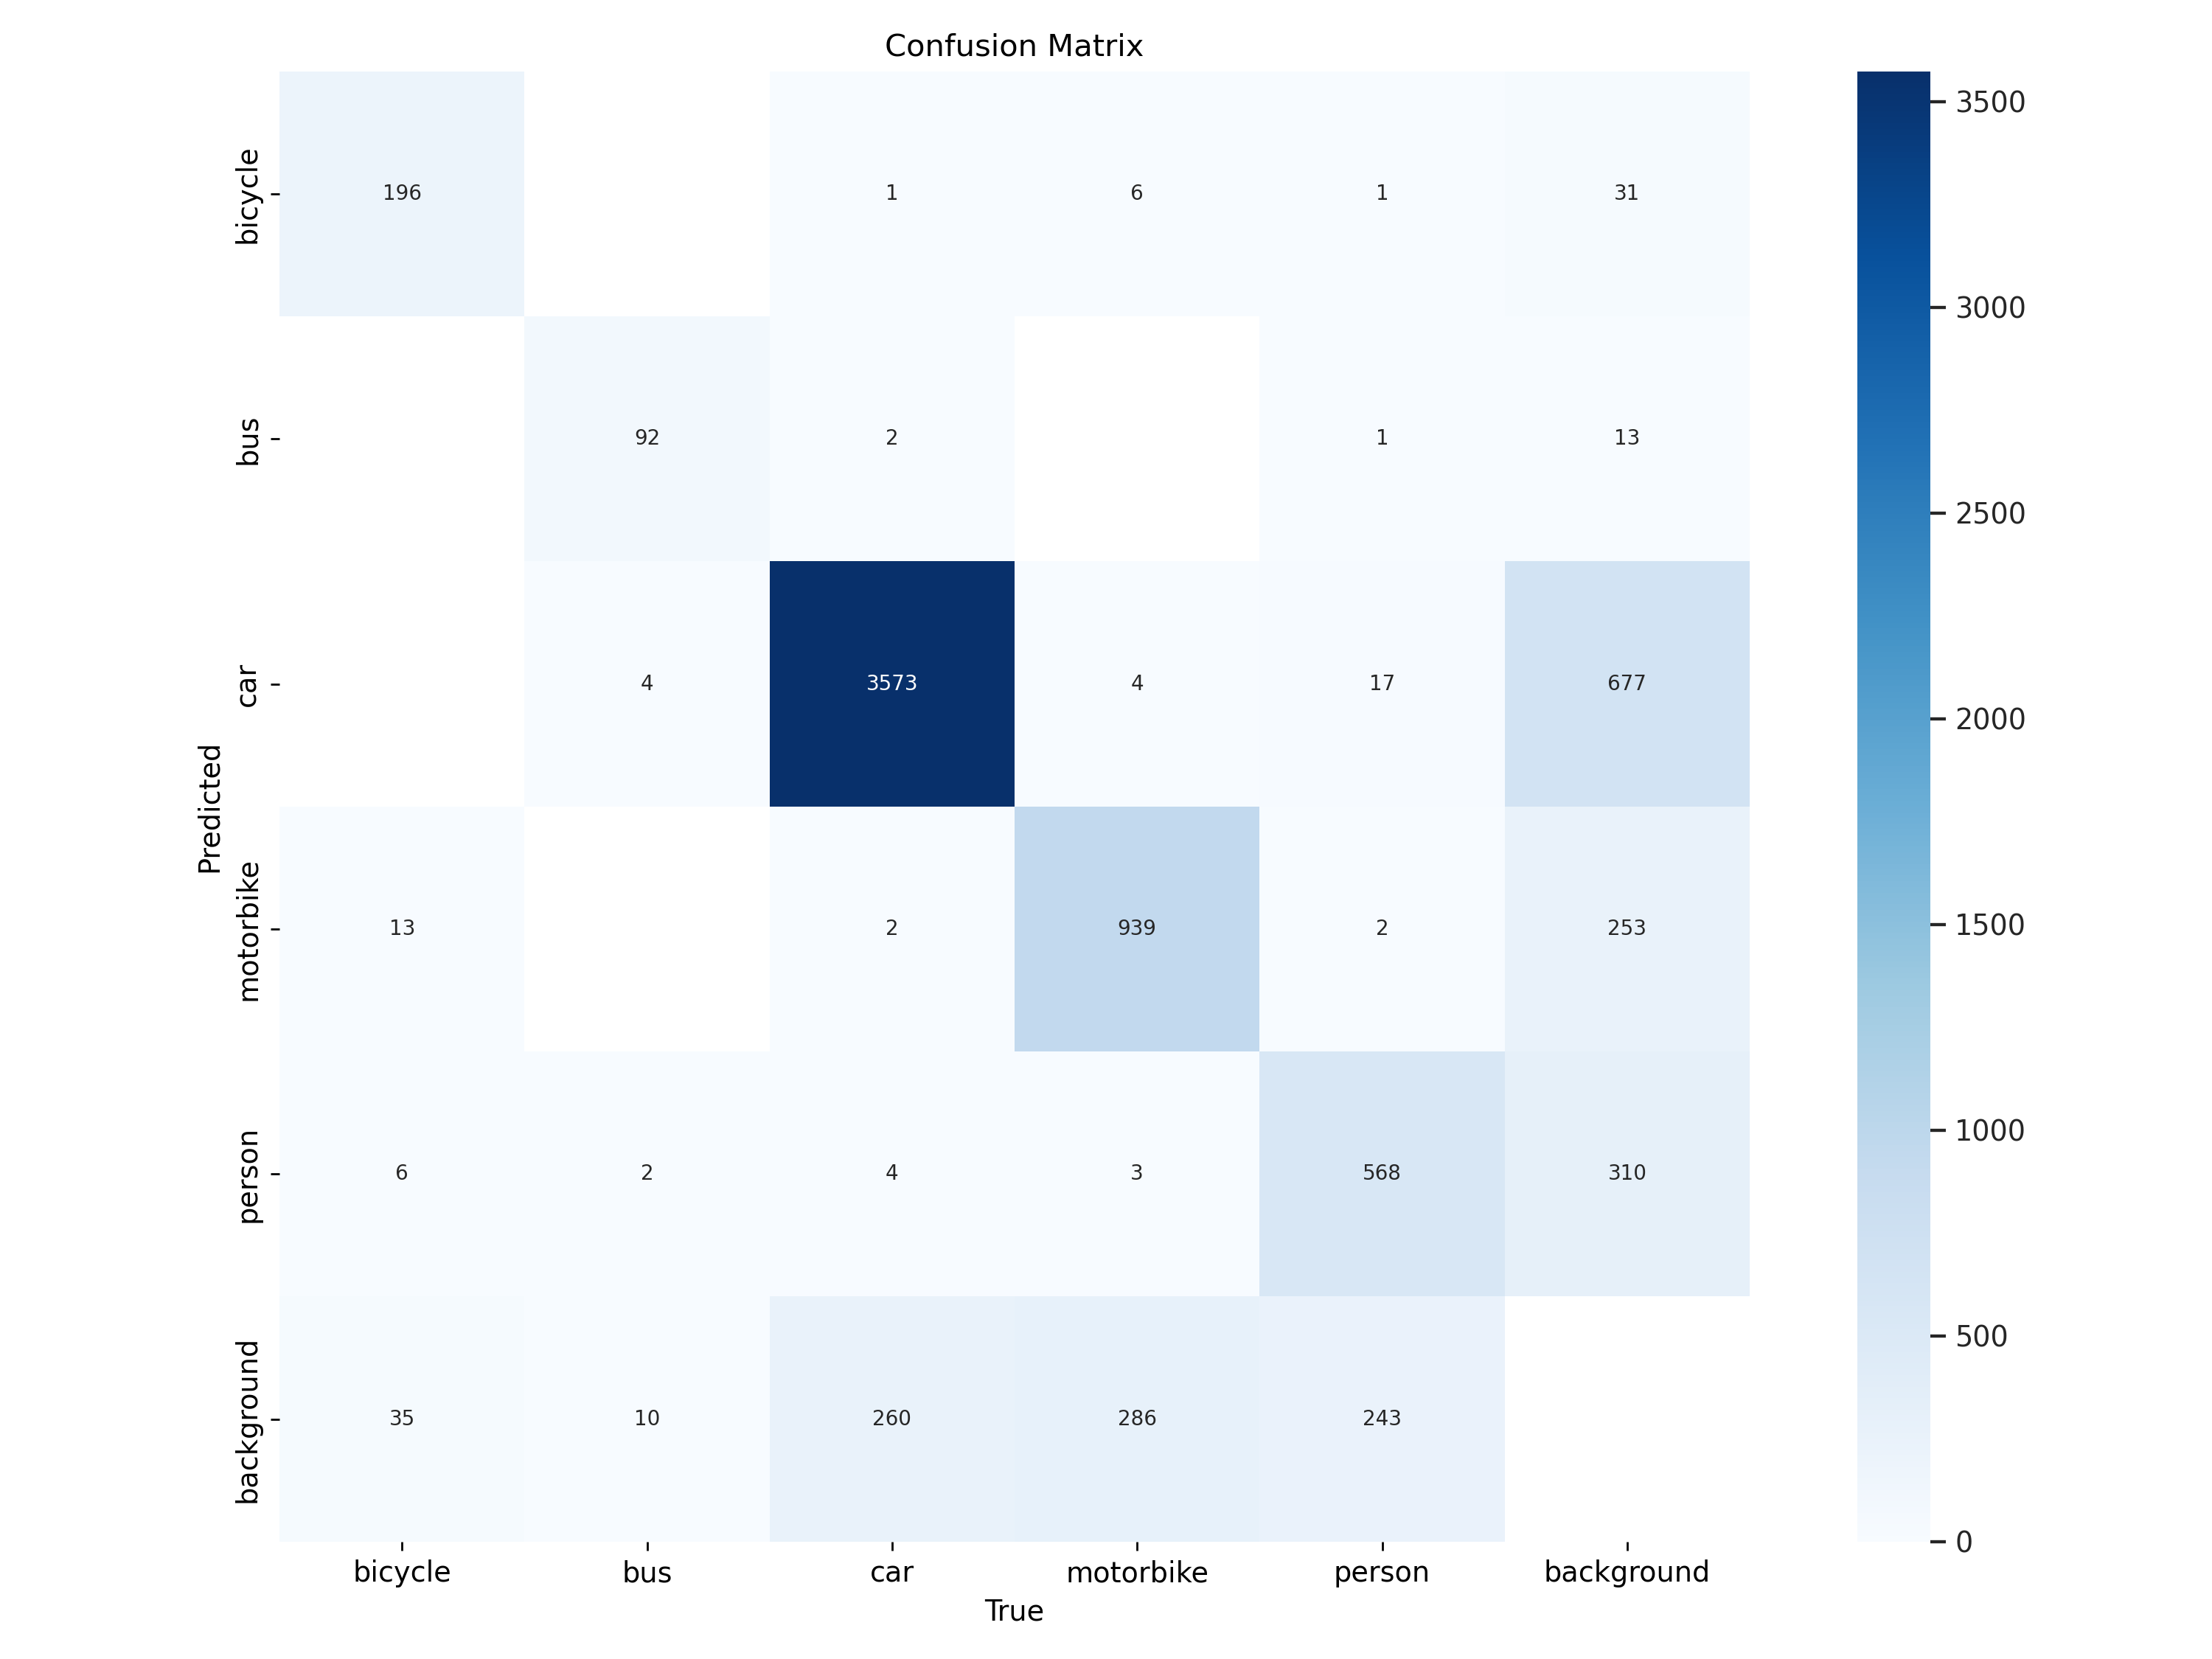 Confusion Matrix
bicycle 196 1 6 1 31
bus 92 2 1 13
car 4 3573 4 17 677
motorbike 13 2 939 2 253
person 6 2 4 3 568 310
background 35 10 260 286 243
Predicted
bicycle bus car motorbike person background
True
3500
3000
2500
2000
1500
1000
500
0